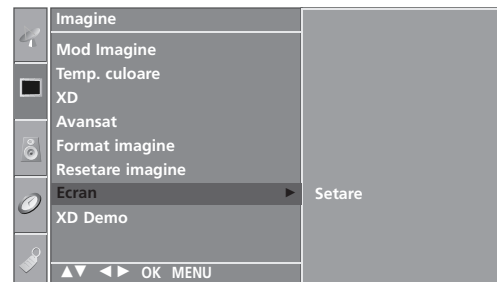 Imagine
Mod Imagine
Temp. culoare
XD
Avansat
Format imagine
Resetare imagine
Ecran ► Setare
XD Demo
▲▼ ◄► OK MENU